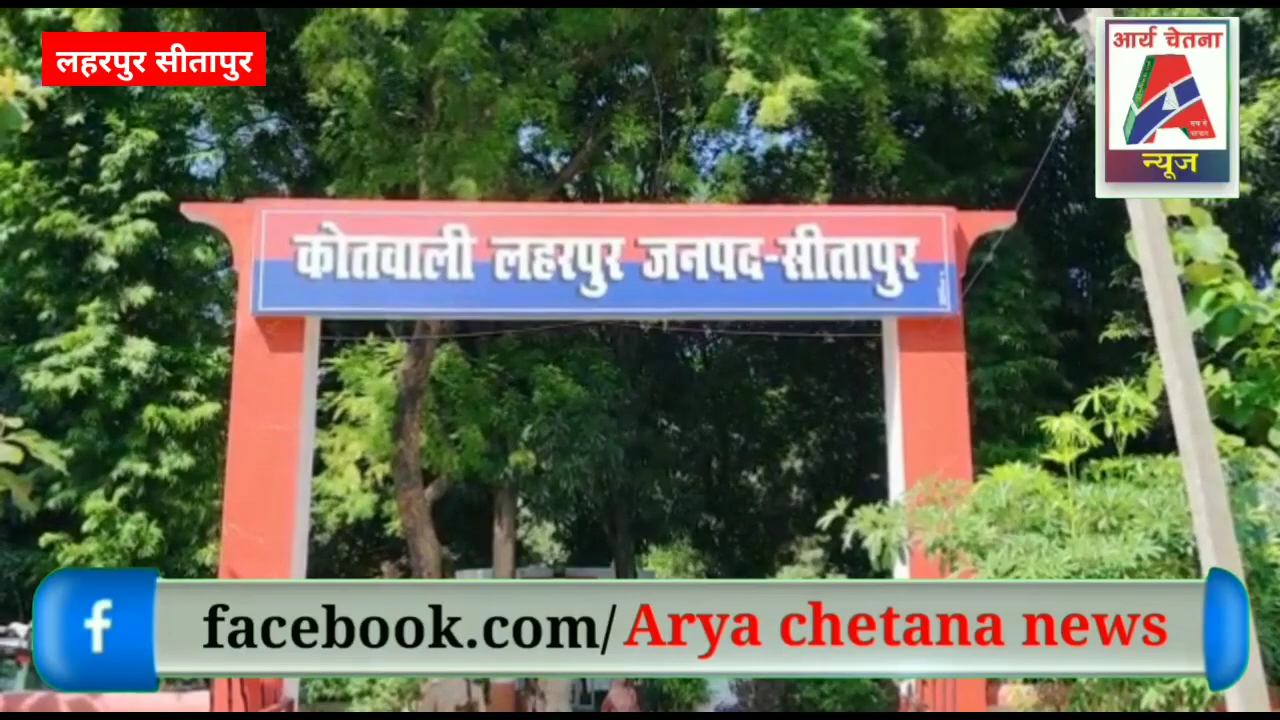 लहरपुर सीतापुर
आर्य चेतना
न्यूज
कोतवाली लहरपुर जनपद-सीतापुर
facebook.com/Arya chetana news